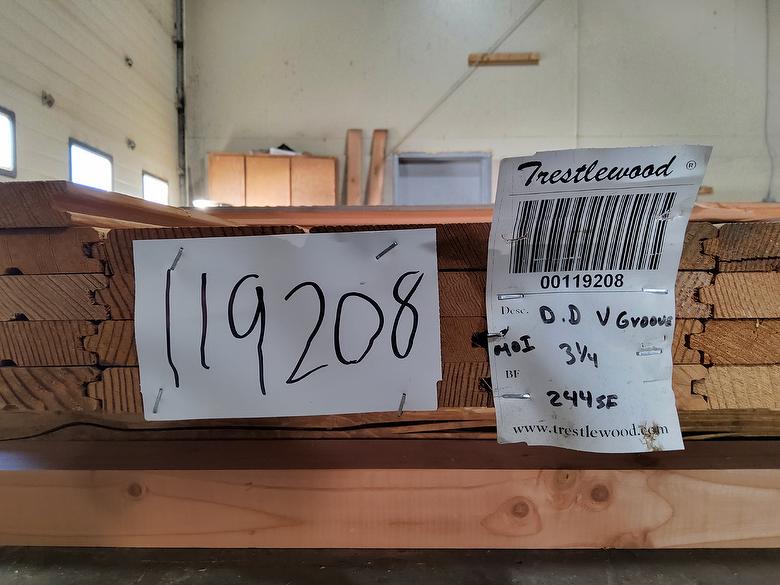 119208
Trestlewood ®
00119208
Desc. D.D V Groove
MOI 3 1/4
BF
244 SF
www.trestlewood.com